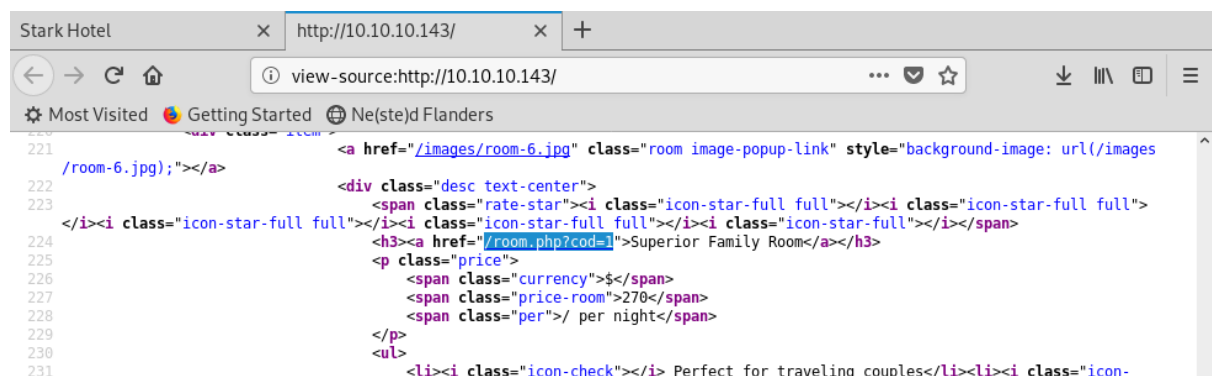 Stark Hotel × http://10.10.10.143/ × +
view-source:http://10.10.10.143/
Most Visited Getting Started Ne(ste)d Flanders
220 <div class="item">
221 <a href="/images/room-6.jpg" class="room image-popup-link" style="background-image: url(/images
/room-6.jpg);"></a>
222 <div class="desc text-center">
223 <span class="rate-star"><i class="icon-star-full full"></i><i class="icon-star-full full">
</i><i class="icon-star-full full"></i><i class="icon-star-full full"></i><i class="icon-star-full"></i></span>
224 <h3><a href="/room.php?cod=1">Superior Family Room</a></h3>
225 <p class="price">
226 <span class="currency">$</span>
227 <span class="price-room">270</span>
228 <span class="per">/ per night</span>
229 </p>
230 <ul>
231 <li><i class="icon-check"></i> Perfect for traveling couples</li><li><i class="icon-